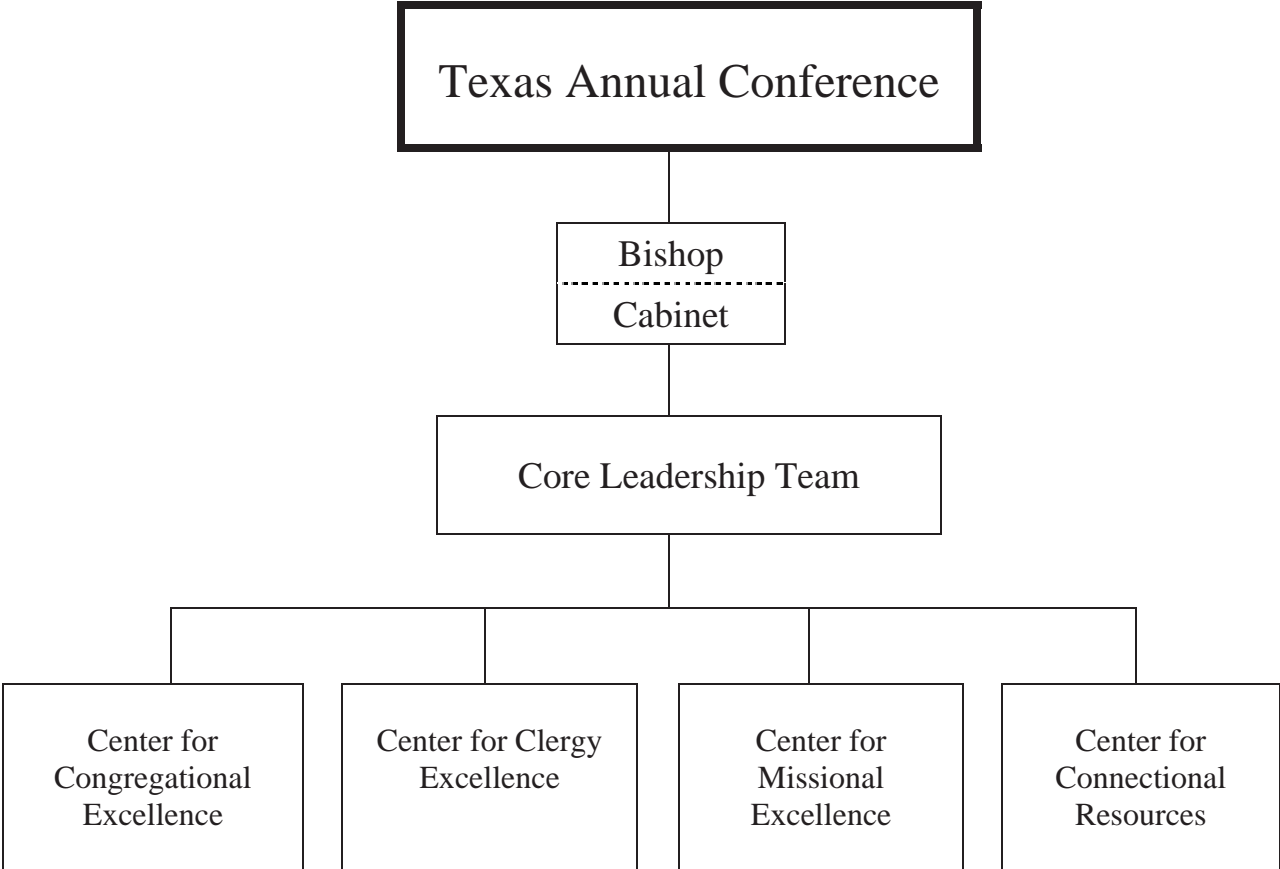 Texas Annual Conference
Bishop
Cabinet
Core Leadership Team
Center for
Congregational
Excellence
Center for Clergy
Excellence
Center for
Missional
Excellence
Center for
Connectional
Resources